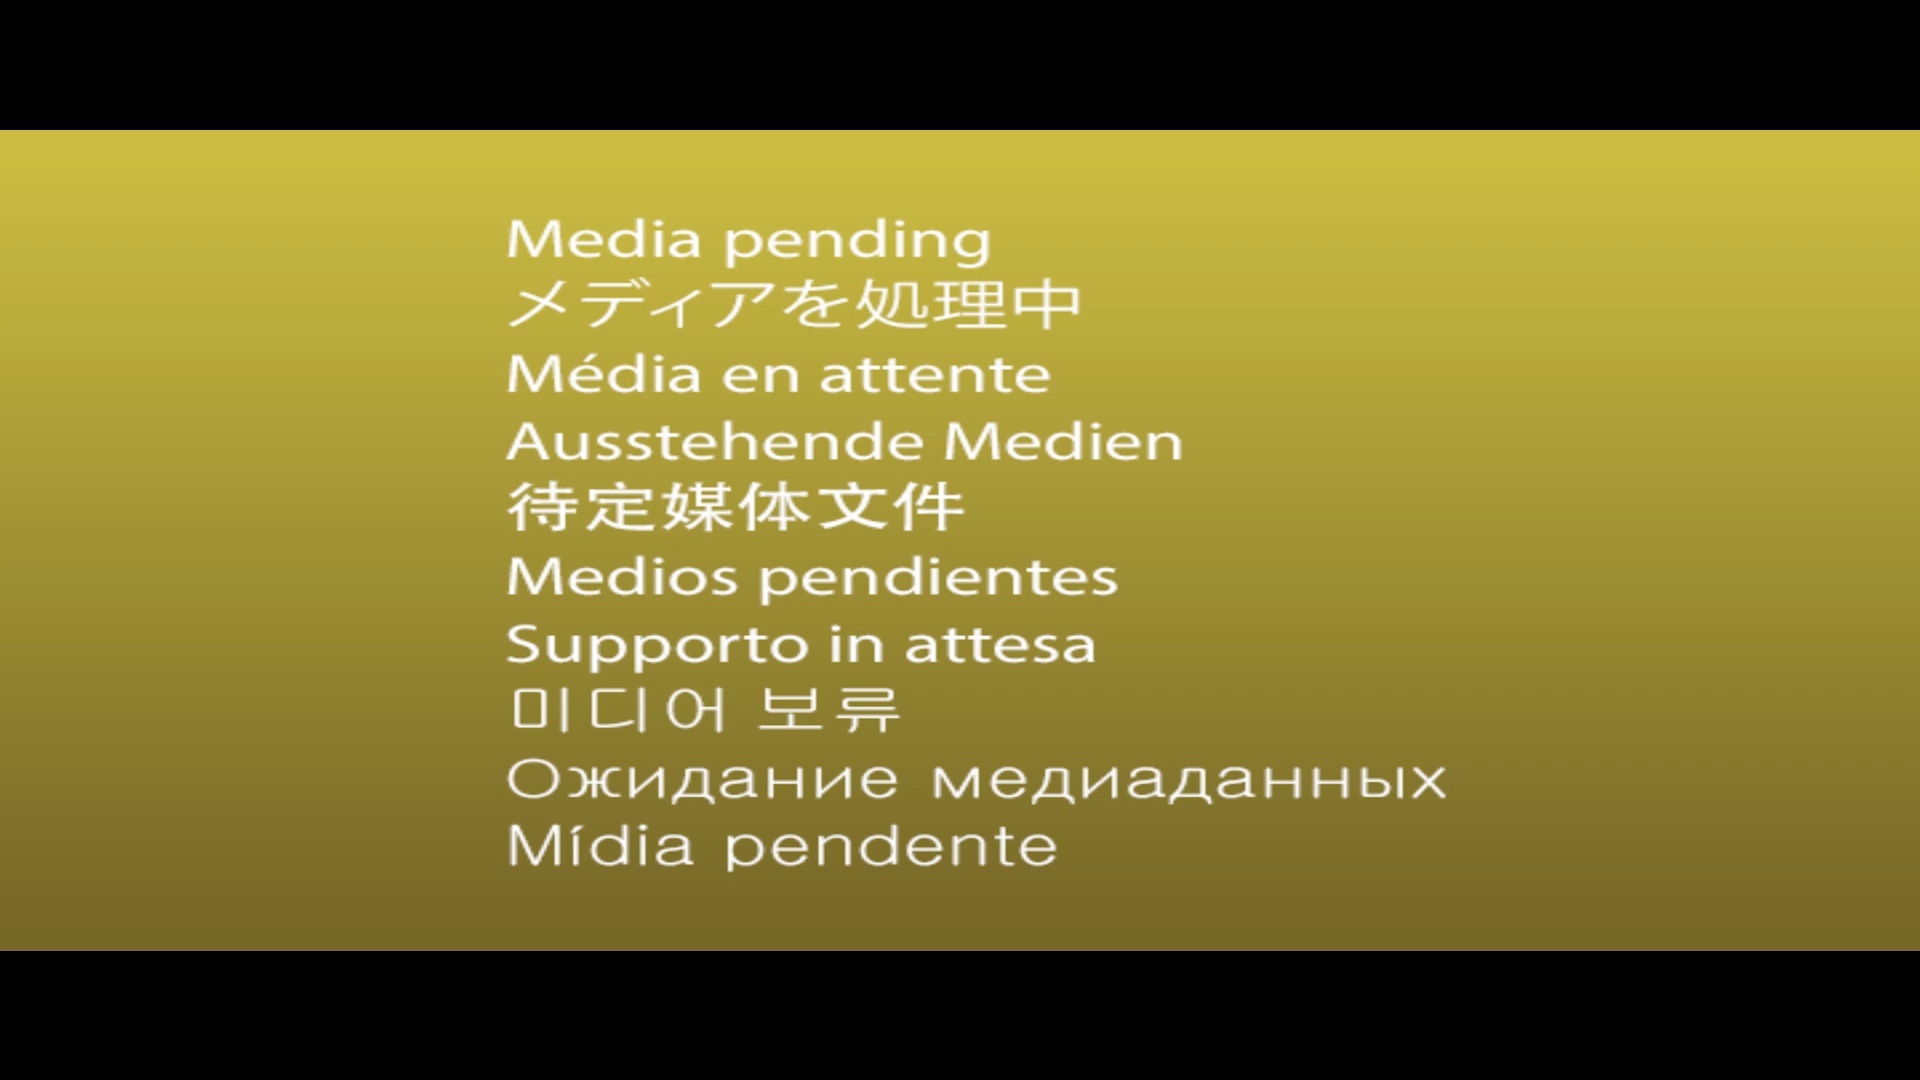 Media pending
メディアを処理中
Média en attente
Ausstehende Medien
待定媒体文件
Medios pendientes
Supporto in attesa
미디어 보류
Ожидание медиаданных
Mídia pendente